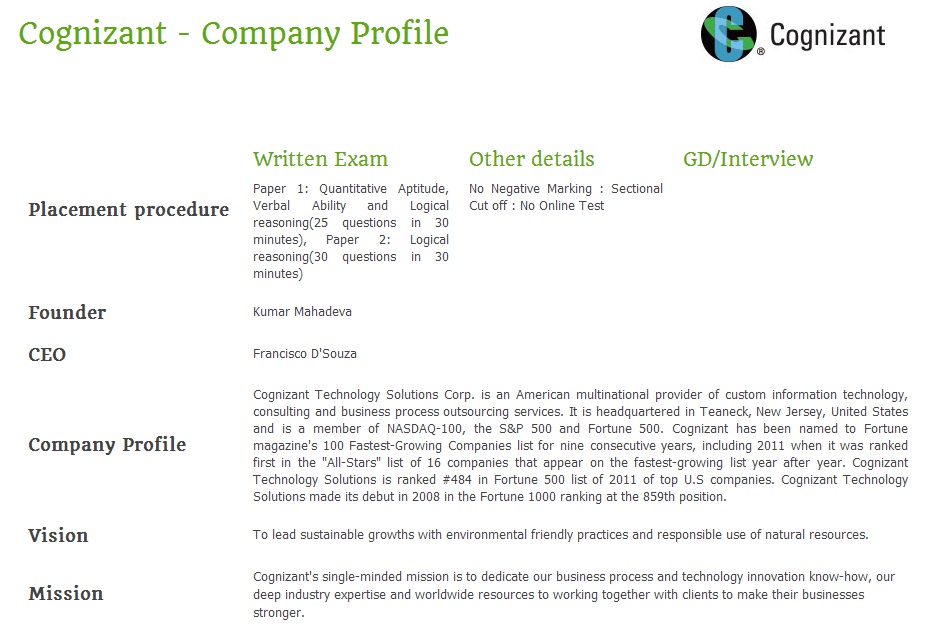 Cognizant - Company Profile
® Cognizant
Written Exam
Other details
GD/Interview
Placement procedure
Paper 1: Quantitative Aptitude,
Verbal Ability and Logical
reasoning(25 questions in 30
minutes), Paper 2: Logical
reasoning(30 questions in 30
minutes)
No Negative Marking : Sectional
Cut off : No Online Test
Founder
Kumar Mahadeva
CEO
Francisco D'Souza
Company Profile
Cognizant Technology Solutions Corp. is an American multinational provider of custom information technology,
consulting and business process outsourcing services. It is headquartered in Teaneck, New Jersey, United States
and is a member of NASDAQ-100, the S&P 500 and Fortune 500. Cognizant has been named to Fortune
magazine's 100 Fastest-Growing Companies list for nine consecutive years, including 2011 when it was ranked
first in the "All-Stars" list of 16 companies that appear on the fastest-growing list year after year. Cognizant
Technology Solutions is ranked #484 in Fortune 500 list of 2011 of top U.S companies. Cognizant Technology
Solutions made its debut in 2008 in the Fortune 1000 ranking at the 859th position.
Vision
To lead sustainable growths with environmental friendly practices and responsible use of natural resources.
Mission
Cognizant's single-minded mission is to dedicate our business process and technology innovation know-how, our
deep industry expertise and worldwide resources to working together with clients to make their businesses
stronger.